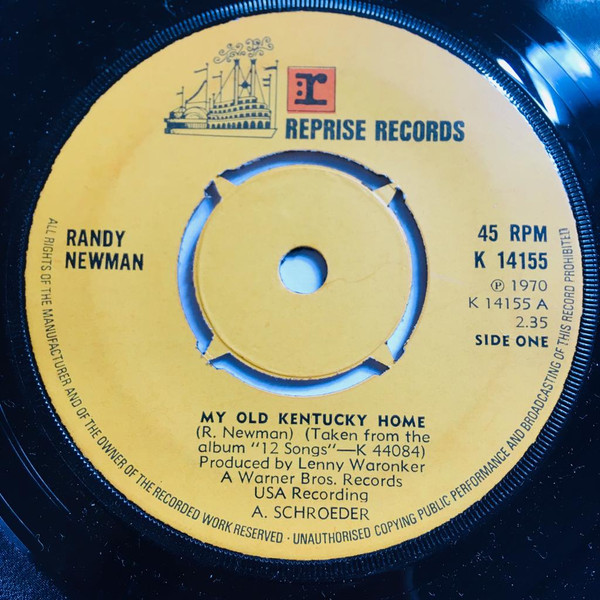 r
REPRISE RECORDS
RANDY
NEWMAN
45 RPM
K 14155
℗ 1970
K 14155 A
2.35
SIDE ONE
MY OLD KENTUCKY HOME
(R. Newman) (Taken from the
album "12 Songs"—K 44084)
Produced by Lenny Waronker
A Warner Bros. Records
USA Recording
A. SCHROEDER
ALL RIGHTS OF THE MANUFACTURER AND OF THE OWNER OF THE RECORDED WORK RESERVED · UNAUTHORISED COPYING PUBLIC PERFORMANCE AND BROADCASTING OF THIS RECORD PROHIBITED